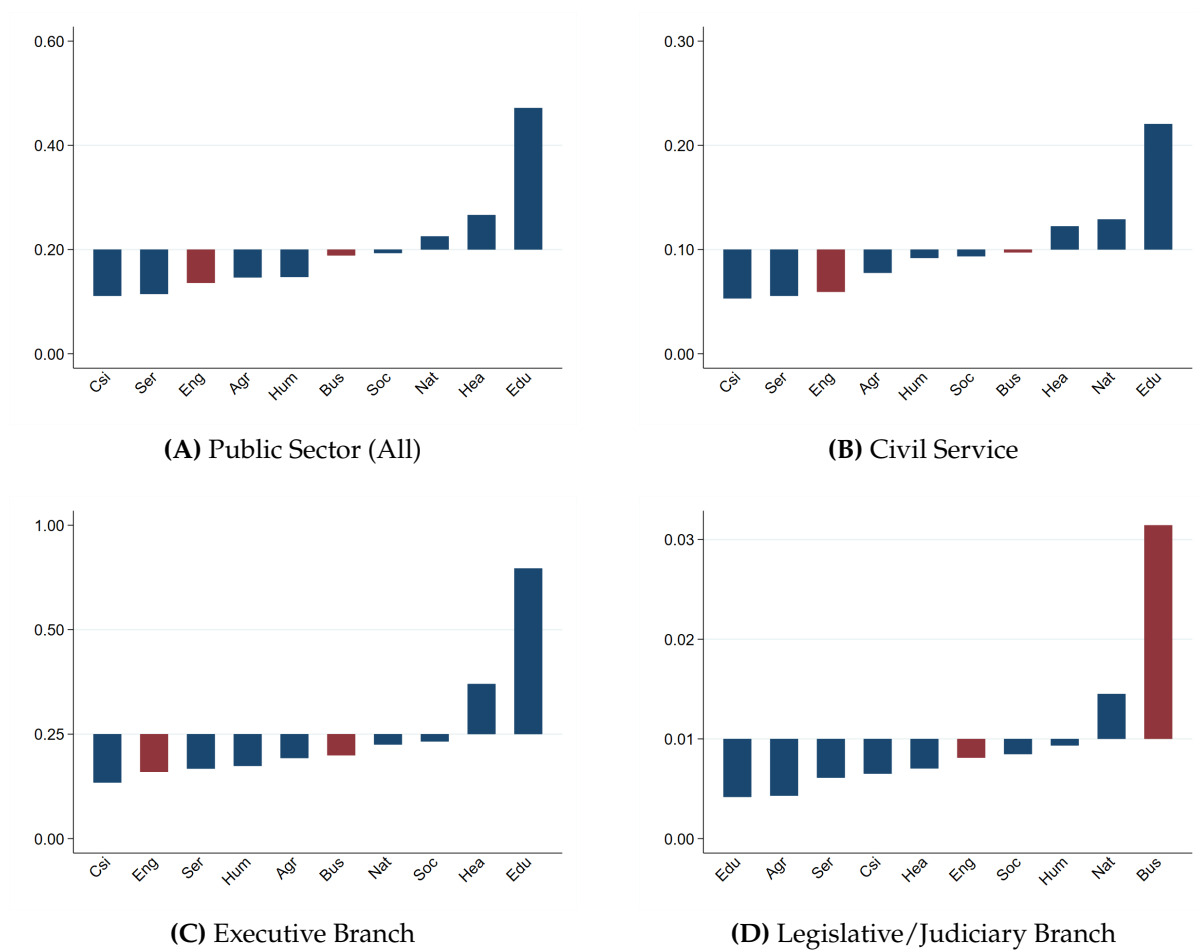 0.60
0.40
0.20
0.00
Csi Ser Eng Agr Hum Bus Soc Nat Hea Edu
(A) Public Sector (All)
0.30
0.20
0.10
0.00
Csi Ser Eng Agr Hum Soc Bus Hea Nat Edu
(B) Civil Service
1.00
0.50
0.25
0.00
Csi Eng Ser Hum Agr Bus Nat Soc Hea Edu
(C) Executive Branch
0.03
0.02
0.01
0.00
Edu Agr Ser Csi Hea Eng Soc Hum Nat Bus
(D) Legislative/Judiciary Branch